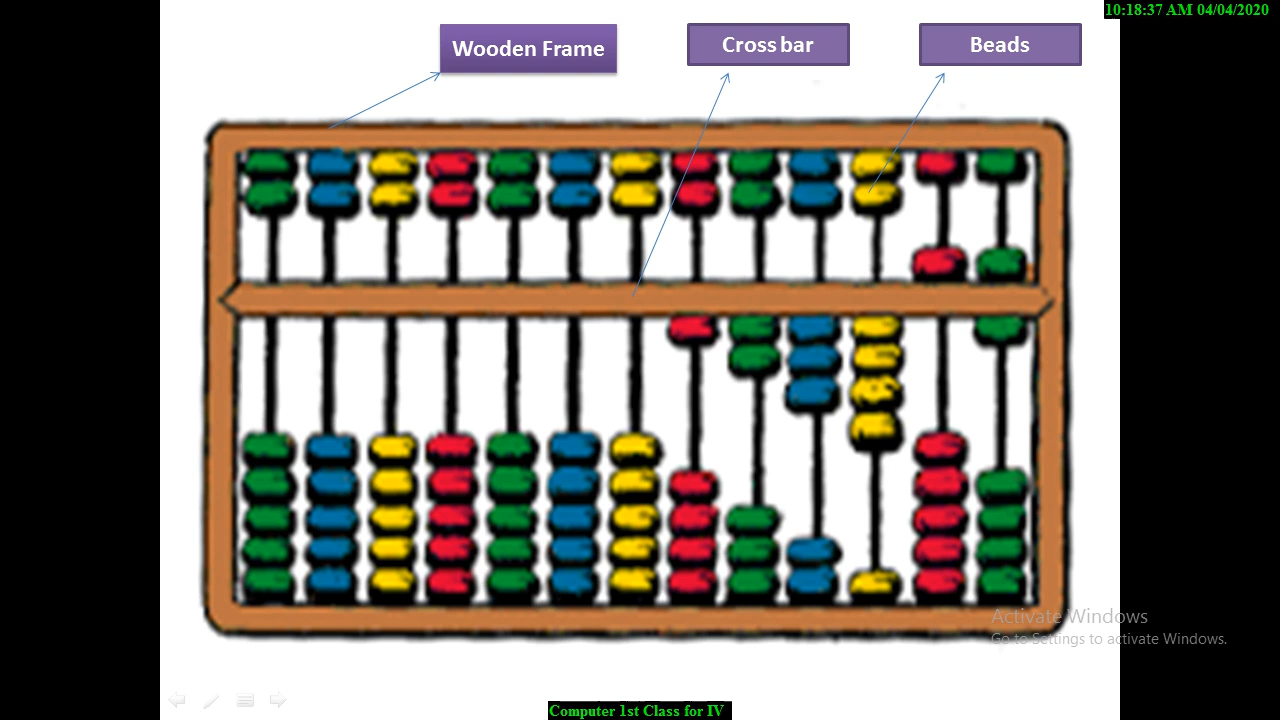 10:18:37 AM 04/04/2020
Wooden Frame
Cross bar
Beads
Activate Windows
Go to Settings to activate Windows.
Computer 1st Class for IV